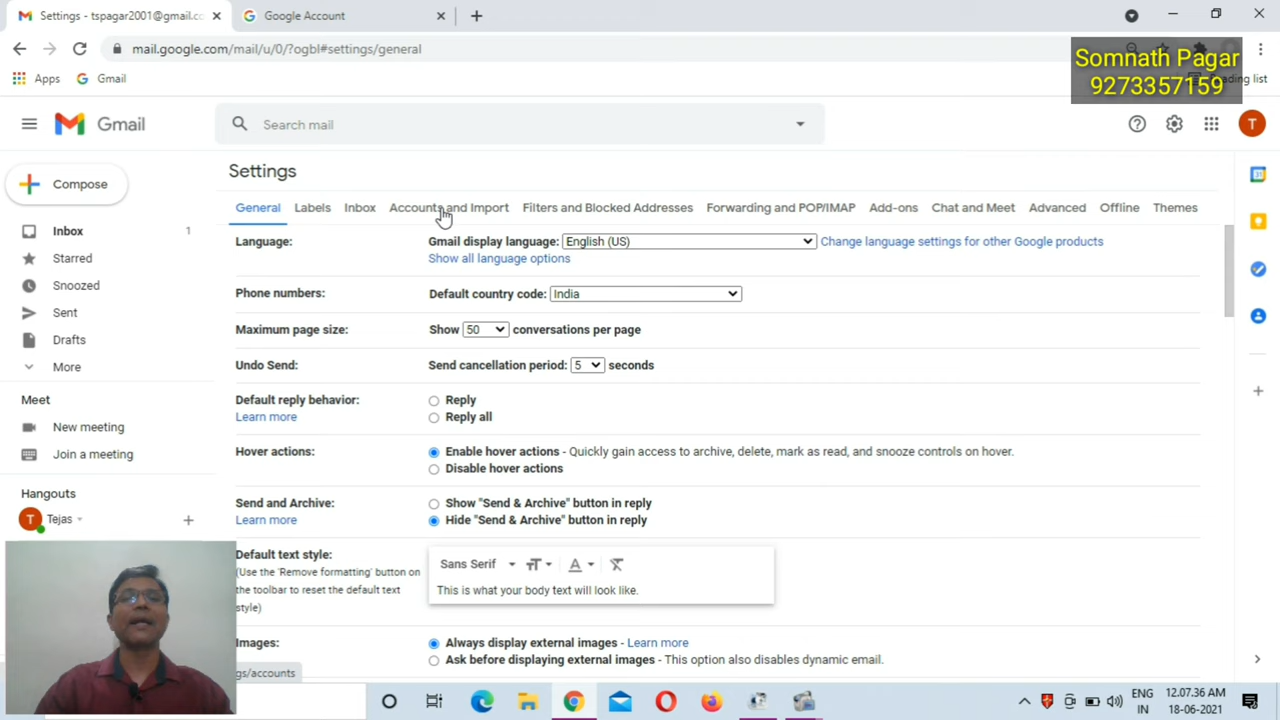 Settings - tspagar2001@gmail.co
Google Account
mail.google.com/mail/u/0/?ogbl#settings/general
Somnath Pagar
9273357159
Apps
Gmail
ding list
Gmail
Search mail
T
Compose
Settings
General
Labels
Inbox
Accounts and Import
Filters and Blocked Addresses
Forwarding and POP/IMAP
Add-ons
Chat and Meet
Advanced
Offline
Themes
Inbox
1
Starred
Snoozed
Sent
Drafts
More
Meet
New meeting
Join a meeting
Hangouts
T
Tejas
Language:
Gmail display language:
English (US)
Change language settings for other Google products
Show all language options
Phone numbers:
Default country code:
India
Maximum page size:
Show 50 conversations per page
Undo Send:
Send cancellation period: 5 seconds
Default reply behavior:
Learn more
Reply
Reply all
Hover actions:
Enable hover actions - Quickly gain access to archive, delete, mark as read, and snooze controls on hover.
Disable hover actions
Send and Archive:
Learn more
Show "Send & Archive" button in reply
Hide "Send & Archive" button in reply
Default text style:
(Use the 'Remove formatting' button on
the toolbar to reset the default text
style)
Sans Serif
This is what your body text will look like.
Images:
Always display external images - Learn more
Ask before displaying external images - This option also disables dynamic email.
gs/accounts
ENG
IN
12.07.36 AM
18-06-2021